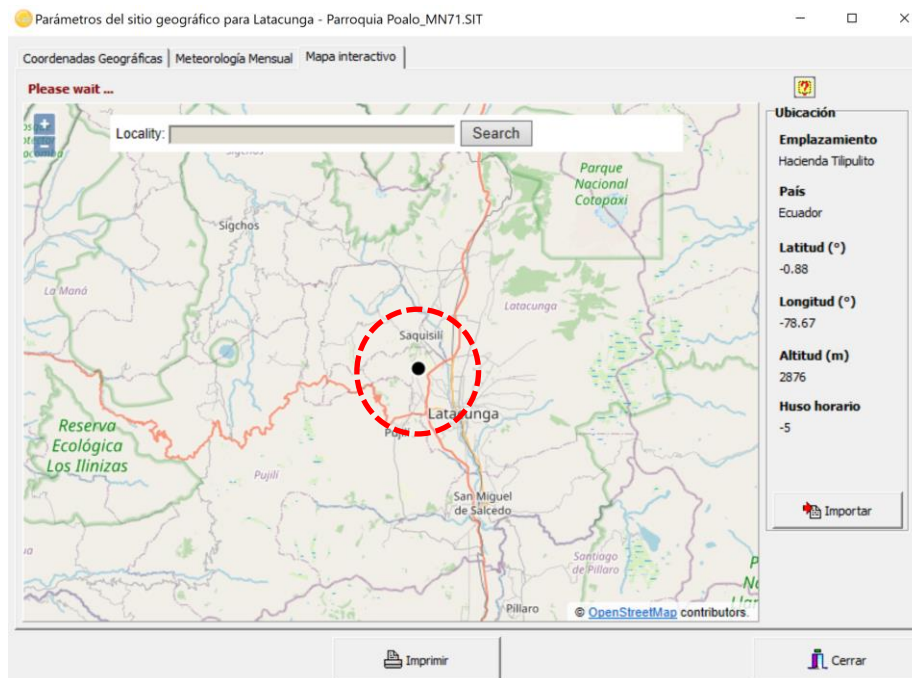 Parámetros del sitio geográfico para Latacunga - Parroquia Poalo_MN71.SIT
Coordenadas Geográficas Meteorología Mensual Mapa interactivo
Please wait ...
+
−
Locality: Search
Sigchos
Parque
Nacional
Cotopaxi
La Maná
Latacunga
Saquisilí
Latacunga
Pujilí
Reserva
Ecológica
Los Ilinizas
Pujilí
San Miguel
de Salcedo
Santiago
de Píllaro
Píllaro
© OpenStreetMap contributors.
Ubicación
Emplazamiento
Hacienda Tilipulito
País
Ecuador
Latitud (°)
-0.88
Longitud (°)
-78.67
Altitud (m)
2876
Huso horario
-5
Importar
Imprimir
Cerrar